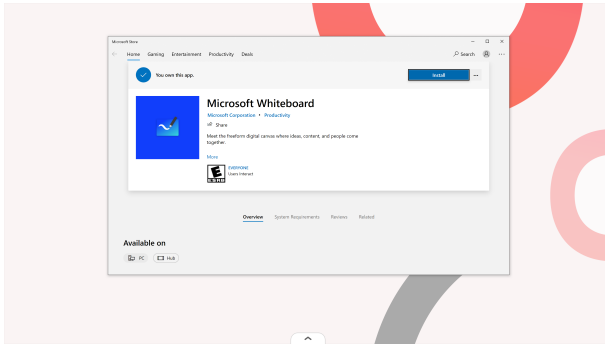 Microsoft Store
Home Gaming Entertainment Productivity Deals
Search
You own this app.
Install
Microsoft Whiteboard
Microsoft Corporation • Productivity
Share
Meet the freeform digital canvas where ideas, content, and people come
together.
More
E
ESRB
EVERYONE
Users Interact
Overview System Requirements Reviews Related
Available on
PC Hub